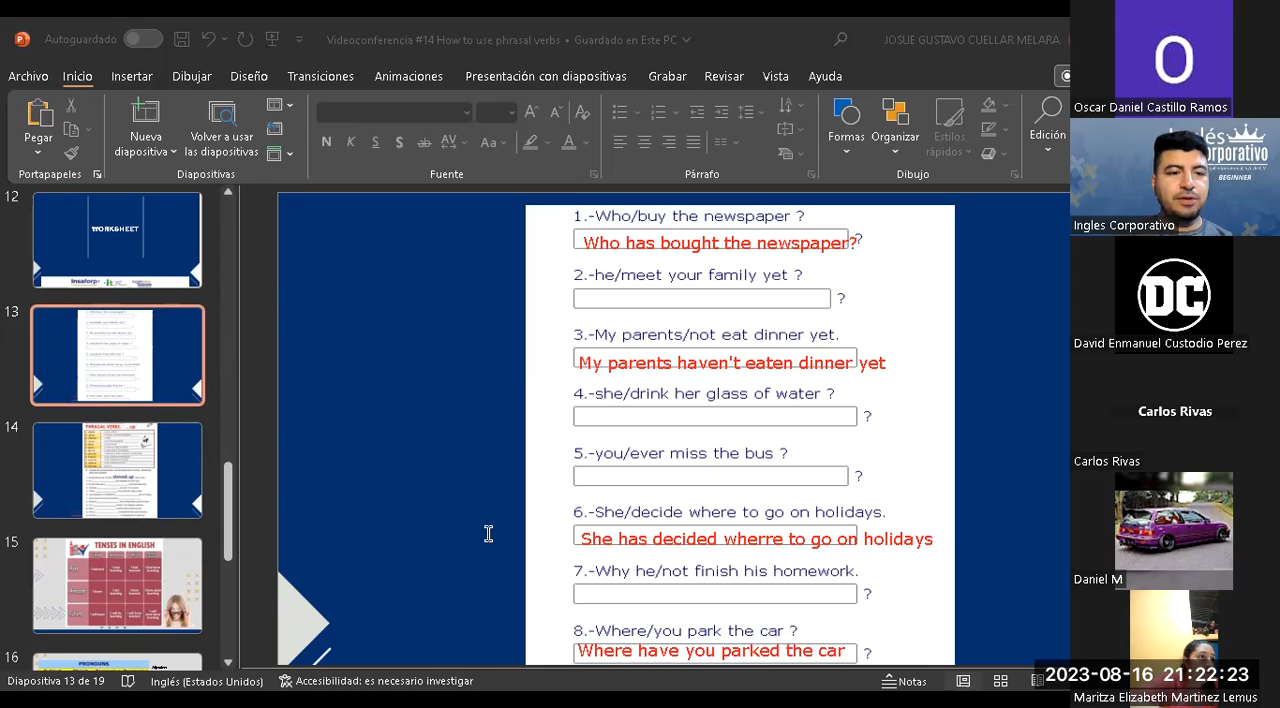 Autoguardado
Videoconferencia #14 How to use phrasal verbs • Guardado en Este PC
JOSUE GUSTAVO CUELLAR MELARA
Archivo Inicio Insertar Dibujar Diseño Transiciones Animaciones Presentación con diapositivas Grabar Revisar Vista Ayuda
Pegar
Nueva diapositiva
Volver a usar las diapositivas
N K S S ab AV Aa A
Formas
Organizar
Estilos rápidos
Edición
Portapapeles
Diapositivas
Fuente
Párrafo
Dibujo
12
WORKSHEET
Insaforp
13
14
PHRASAL VERBS
15
TENSES IN ENGLISH
16
PRONOUNS
1.-Who/buy the newspaper ?
Who has bought the newspaper? ?
2.-he/meet your family yet ?
?
3.-My parents/not eat dinner yet.
My parents haven't eaten dinner yet
4.-she/drink her glass of water ?
?
5.-you/ever miss the bus ?
?
6.-She/decide where to go on holidays.
She has decided wherre to go on holidays
7.-Why he/not finish his homework.
?
8.-Where/you park the car ?
Where have you parked the car ?
Diapositiva 13 de 19
Inglés (Estados Unidos)
Accesibilidad: es necesario investigar
Notas
O
Oscar Daniel Castillo Ramos
Inglés
Corporativo
BEGINNER
Ingles Corporativo
DC
David Enmanuel Custodio Perez
Carlos Rivas
Carlos Rivas
Daniel M
2023-08-16 21:22:23
Maritza Elizabeth Martinez Lemus